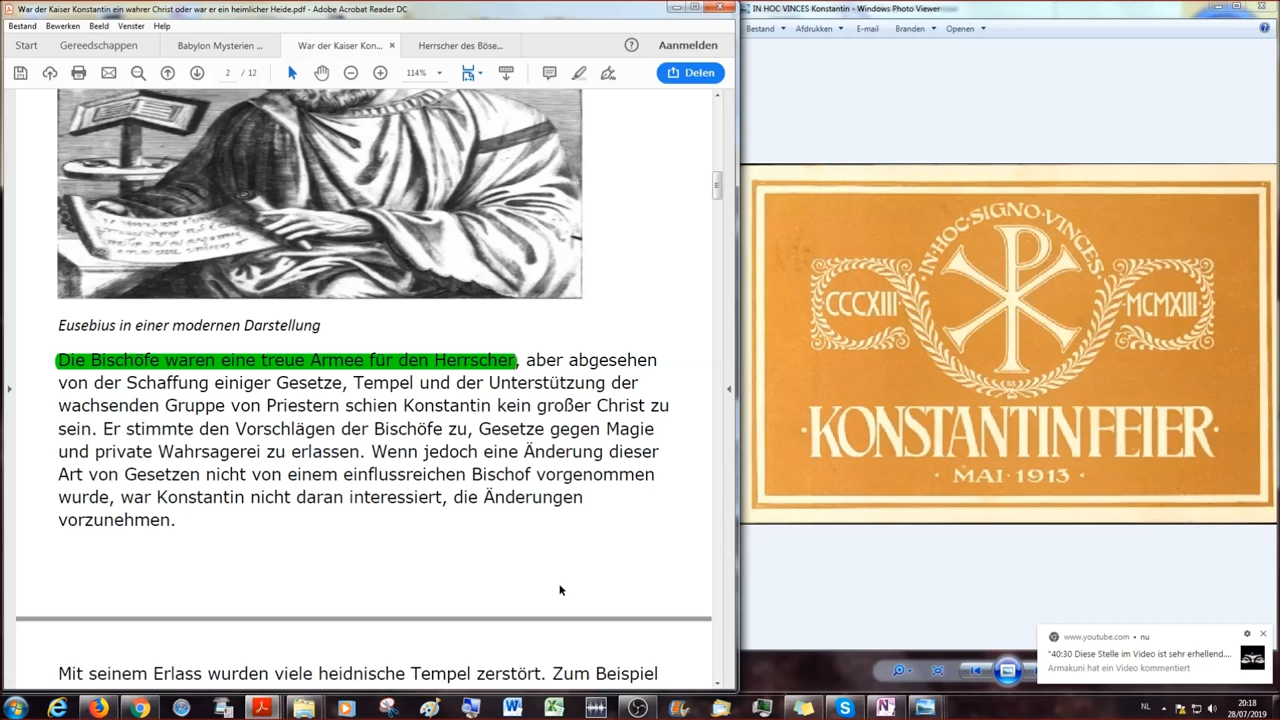 War der Kaiser Konstantin ein wahrer Christ oder war er ein heimlicher Heide.pdf - Adobe Acrobat Reader DC
Bestand Bewerken Beeld Venster Help
Start Gereedschappen Babylon Mysterien ... War der Kaiser Kon... × Herrscher des Böse... Aanmelden
2 / 12 114% Delen
Eusebius in einer modernen Darstellung
Die Bischöfe waren eine treue Armee für den Herrscher, aber abgesehen
von der Schaffung einiger Gesetze, Tempel und der Unterstützung der
wachsenden Gruppe von Priestern schien Konstantin kein großer Christ zu
sein. Er stimmte den Vorschlägen der Bischöfe zu, Gesetze gegen Magie
und private Wahrsagerei zu erlassen. Wenn jedoch eine Änderung dieser
Art von Gesetzen nicht von einem einflussreichen Bischof vorgenommen
wurde, war Konstantin nicht daran interessiert, die Änderungen
vorzunehmen.
Mit seinem Erlass wurden viele heidnische Tempel zerstört. Zum Beispiel
IN HOC VINCES Konstantin - Windows Photo Viewer
Bestand Afdrukken E-mail Branden Openen
IN·HOC·SIGNO·VINCES·
CCCXIII MCMXIII
·KONSTANTINFEIER·
· MAI · 1913 ·
www.youtube.com • nu
"40:30 Diese Stelle im Video ist sehr erhellend....
Armakuni hat ein Video kommentiert
NL 20:18
28/07/2019